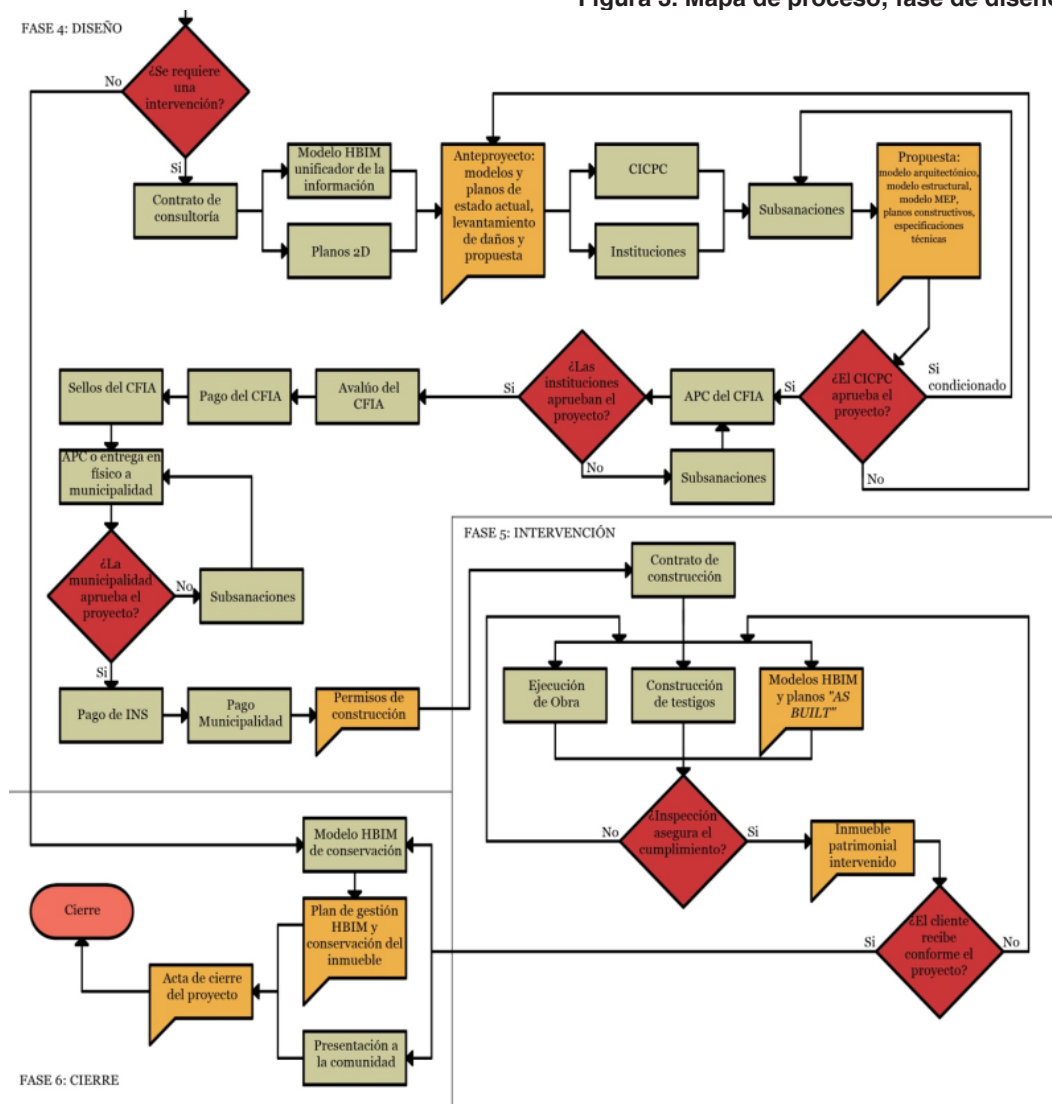 Figura 3. Mapa de proceso, fase de diseño
FASE 4: DISEÑO
¿Se requiere
una
intervención?
No
Si
Contrato de
consultoría
Modelo HBIM
unificador de la
información
Planos 2D
Anteproyecto:
modelos y
planos de
estado actual,
levantamiento
de daños y
propuesta
CICPC
Instituciones
Subsanaciones
Propuesta:
modelo arquitectónico,
modelo estructural,
modelo MEP,
planos constructivos,
especificaciones
técnicas
¿El CICPC
aprueba el
proyecto?
Si
condicionado
No
Si
APC del CFIA
Subsanaciones
¿Las
instituciones
aprueban el
proyecto?
No
Si
Avalúo del
CFIA
Pago del CFIA
Sellos del CFIA
APC o entrega en
físico a
municipalidad
¿La
municipalidad
aprueba el
proyecto?
No
Subsanaciones
Si
Pago de INS
Pago
Municipalidad
Permisos de
construcción
FASE 5: INTERVENCIÓN
Contrato de
construcción
Ejecución
de Obra
Construcción
de testigos
Modelos HBIM
y planos "AS
BUILT"
¿Inspección
asegura el
cumplimiento?
No
Si
Inmueble
patrimonial
intervenido
¿El cliente
recibe
conforme el
proyecto?
No
Si
Modelo HBIM
de conservación
Plan de gestión
HBIM y
conservación del
inmueble
Presentación a
la comunidad
Acta de cierre
del proyecto
Cierre
FASE 6: CIERRE